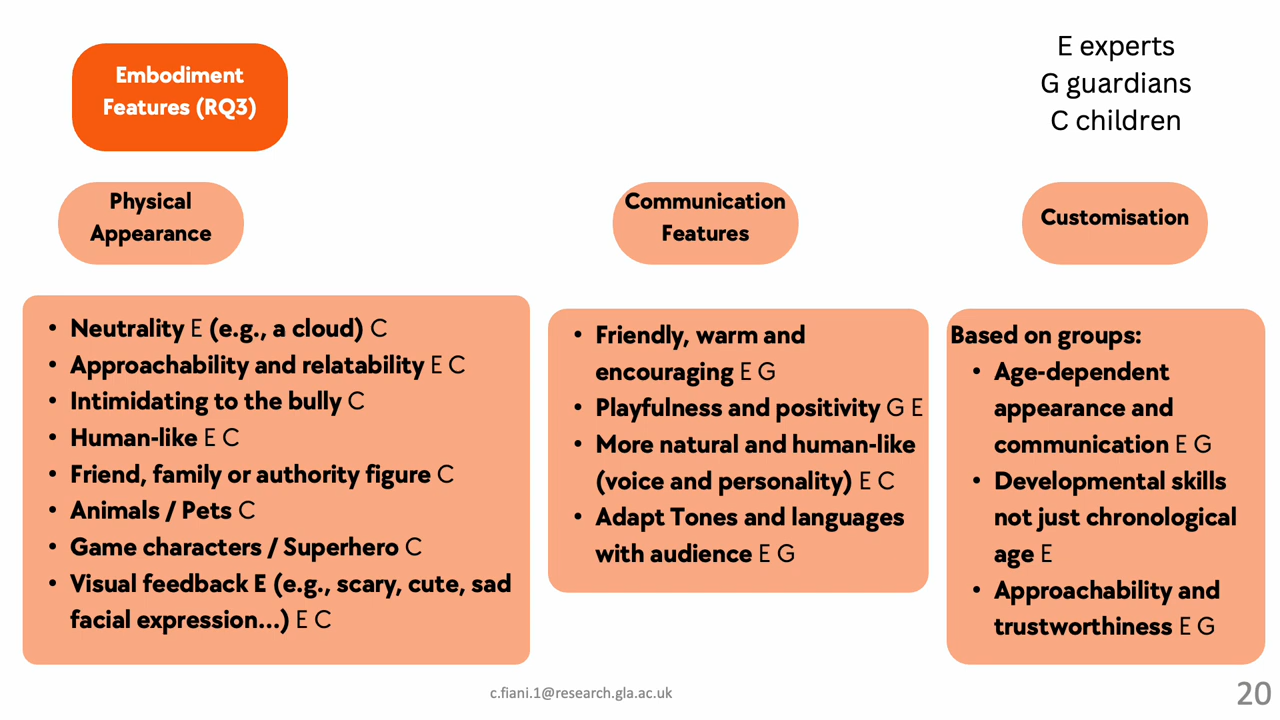 Embodiment
Features (RQ3)
E experts
G guardians
C children
Physical
Appearance
Communication
Features
Customisation
• Neutrality E (e.g., a cloud) C
• Approachability and relatability E C
• Intimidating to the bully C
• Human-like E C
• Friend, family or authority figure C
• Animals / Pets C
• Game characters / Superhero C
• Visual feedback E (e.g., scary, cute, sad
facial expression...) E C
• Friendly, warm and
encouraging E G
• Playfulness and positivity G E
• More natural and human-like
(voice and personality) E C
• Adapt Tones and languages
with audience E G
Based on groups:
• Age-dependent
appearance and
communication E G
• Developmental skills
not just chronological
age E
• Approachability and
trustworthiness E G
c.fiani.1@research.gla.ac.uk
20